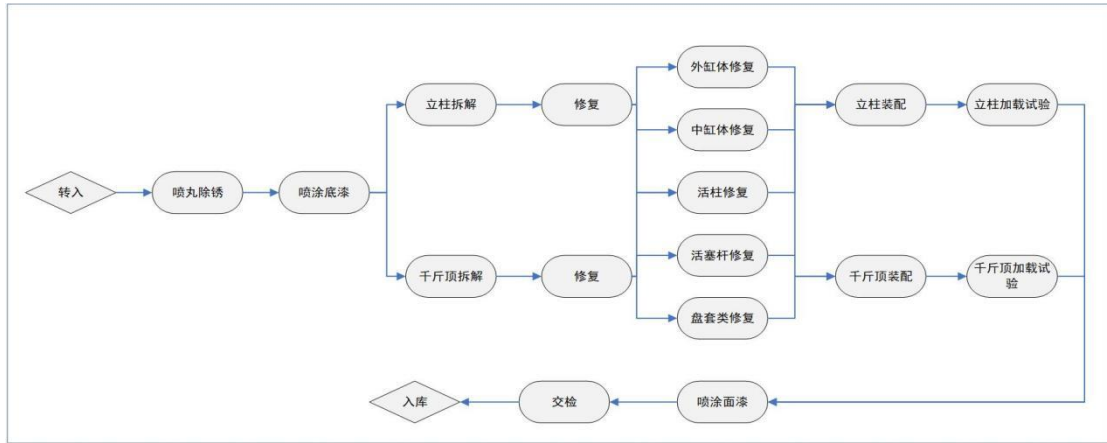 外缸体修复
立柱拆解
修复
立柱装配
立柱加载试验
中缸体修复
转入
喷丸除锈
喷涂底漆
活柱修复
千斤顶拆解
修复
活塞杆修复
千斤顶装配
千斤顶加载试
验
盘套类修复
入库
交检
喷涂面漆